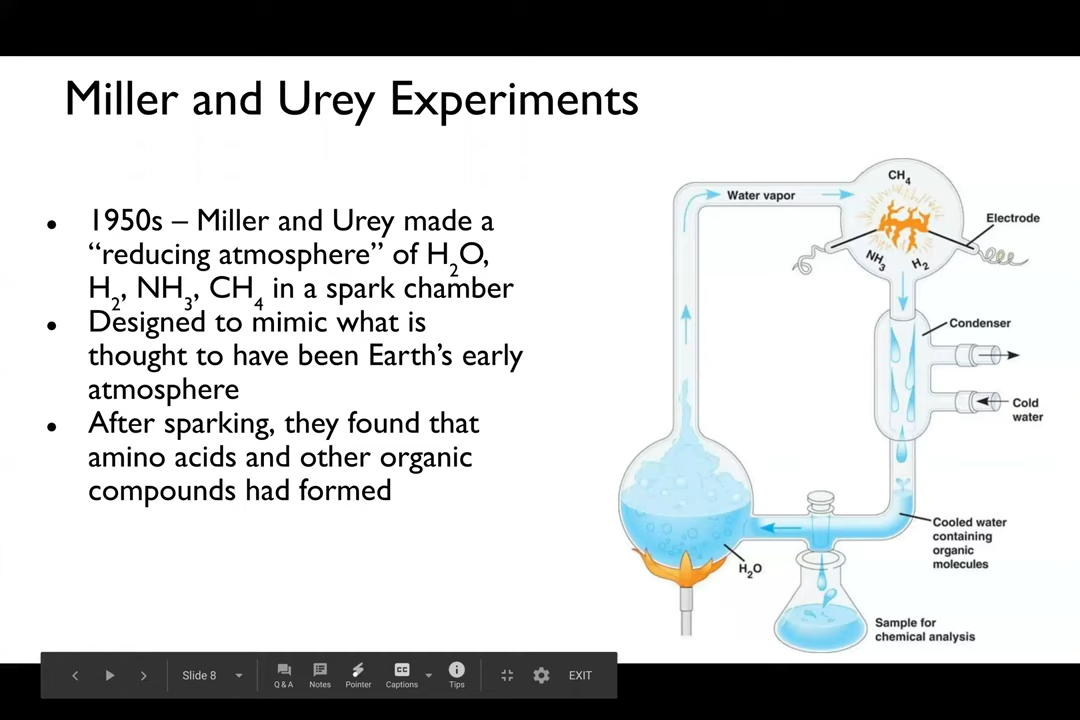 Miller and Urey Experiments
• 1950s – Miller and Urey made a
“reducing atmosphere” of H₂O,
H₂, NH₃, CH₄ in a spark chamber
• Designed to mimic what is
thought to have been Earth’s early
atmosphere
• After sparking, they found that
amino acids and other organic
compounds had formed
Water vapor
CH₄
NH₃
H₂
Electrode
Condenser
Cold
water
Cooled water
containing
organic
molecules
H₂O
Sample for
chemical analysis
Slide 8
Q & A
Notes
Pointer
CC
Captions
Tips
EXIT